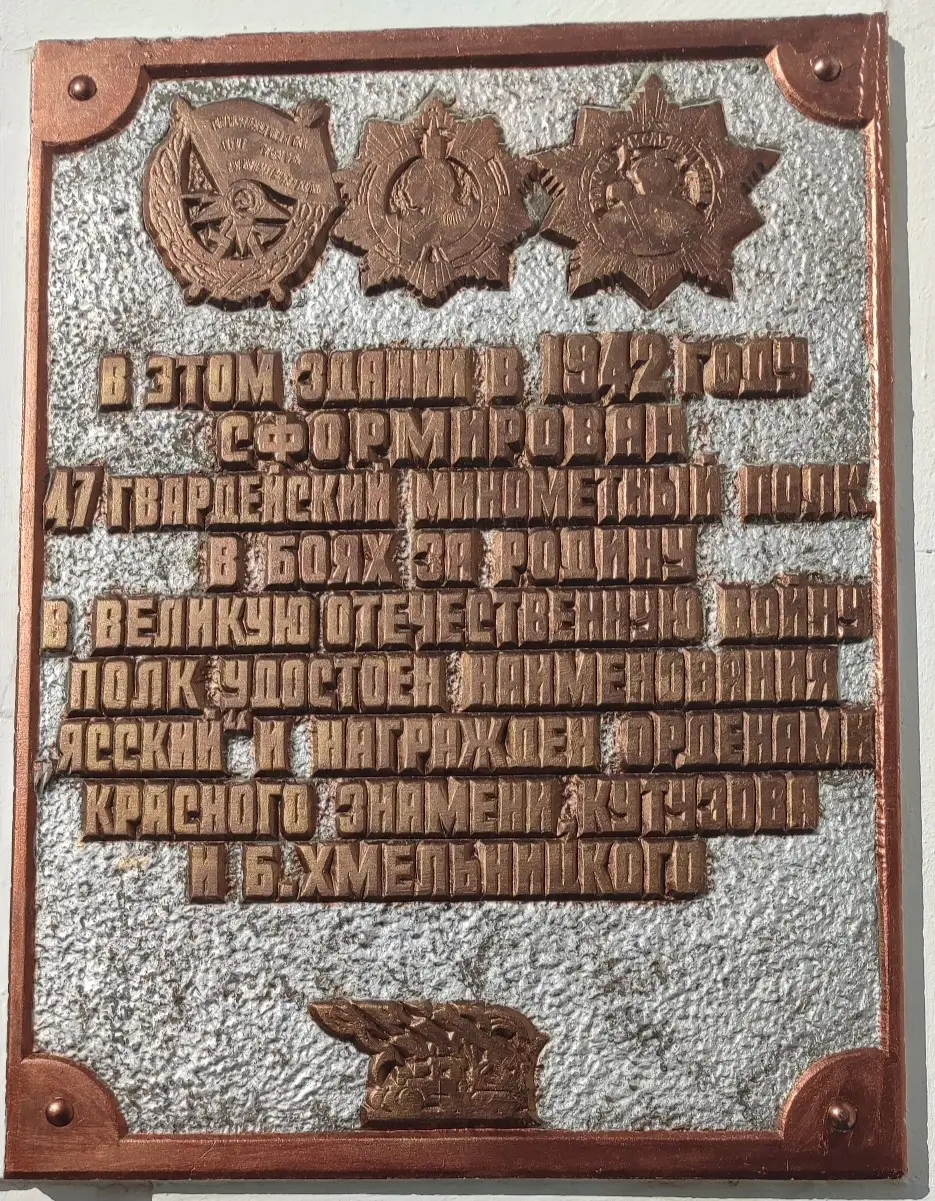 В ЭТОМ ЗДАНИИ В 1942 ГОДУ
СФОРМИРОВАН
47 ГВАРДЕЙСКИЙ МИНОМЕТНЫЙ ПОЛК
В БОЯХ ЗА РОДИНУ
В ВЕЛИКУЮ ОТЕЧЕСТВЕННУЮ ВОЙНУ
ПОЛК УДОСТОЕН НАИМЕНОВАНИЯ
„ЯССКИЙ“ И НАГРАЖДЕН ОРДЕНАМИ
КРАСНОГО ЗНАМЕНИ, КУТУЗОВА
И Б. ХМЕЛЬНИЦКОГО